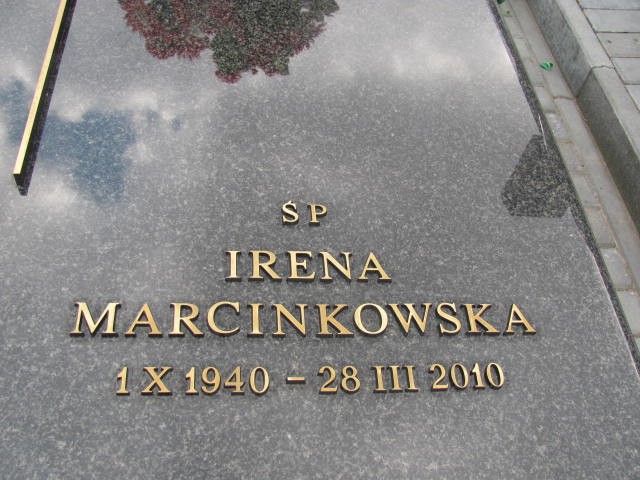 ŚP
IRENA
MARCINKOWSKA
1 X 1940 – 28 III 2010